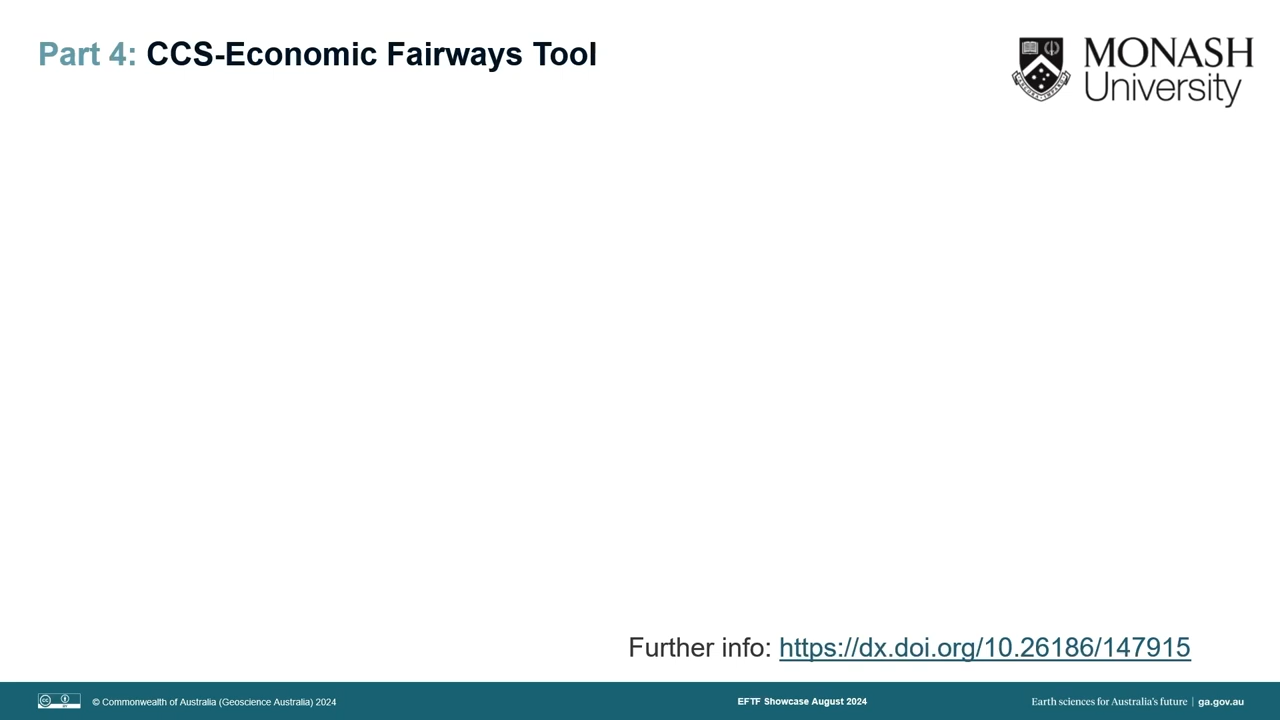 Part 4: CCS-Economic Fairways Tool
MONASH
University
Further info: https://dx.doi.org/10.26186/147915
© Commonwealth of Australia (Geoscience Australia) 2024
EFTF Showcase August 2024
Earth sciences for Australia's future | ga.gov.au